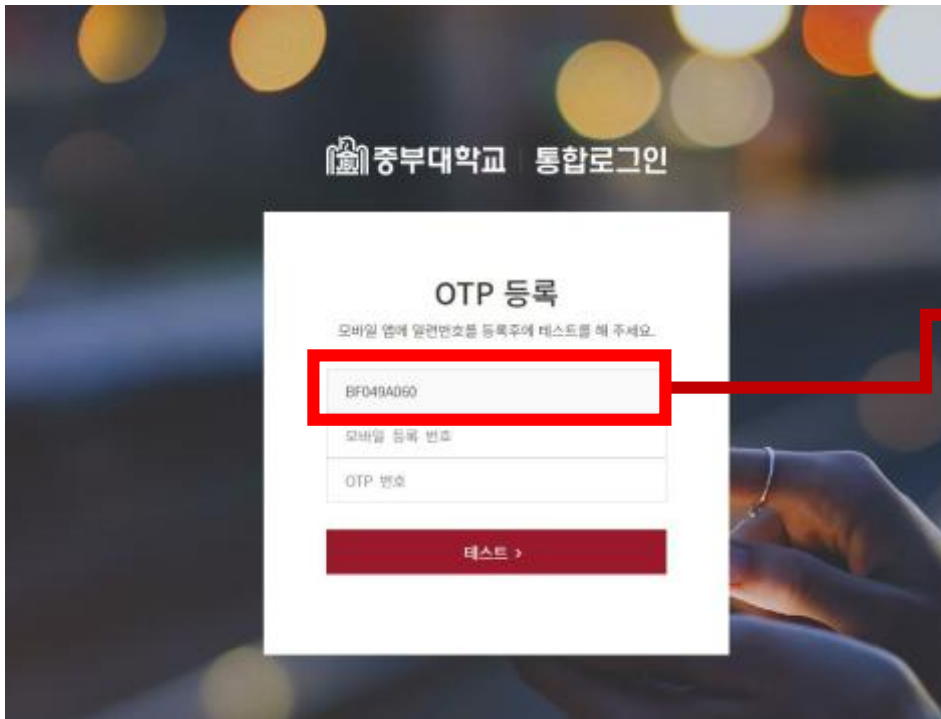 중부대학교 통합로그인
OTP 등록
모바일 앱에 일련번호를 등록후에 테스트를 해 주세요.
BF049A060
모바일 등록 번호
OTP 번호
테스트 >